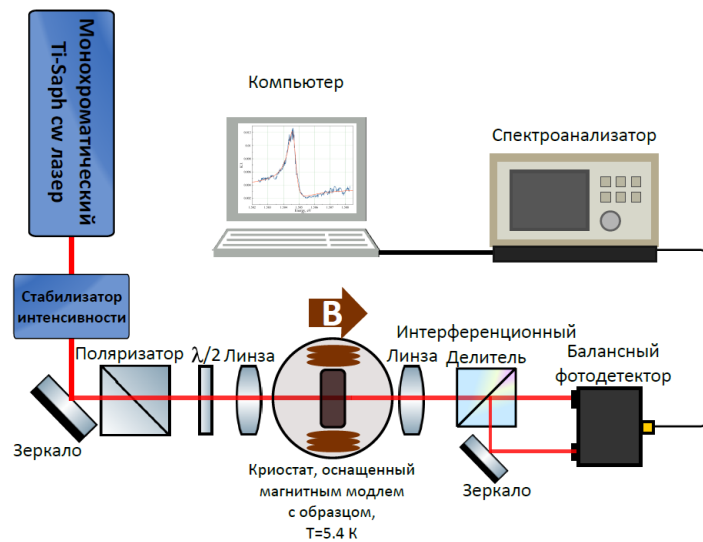 Монохроматический
Ti-Saph cw лазер
Компьютер
Спектроанализатор
Стабилизатор
интенсивности
B
Поляризатор
λ/2
Линза
Линза
Интерференционный
Делитель
Балансный
фотодетектор
Зеркало
Зеркало
Криостат, оснащенный
магнитным модлем
с образцом,
T=5.4 К